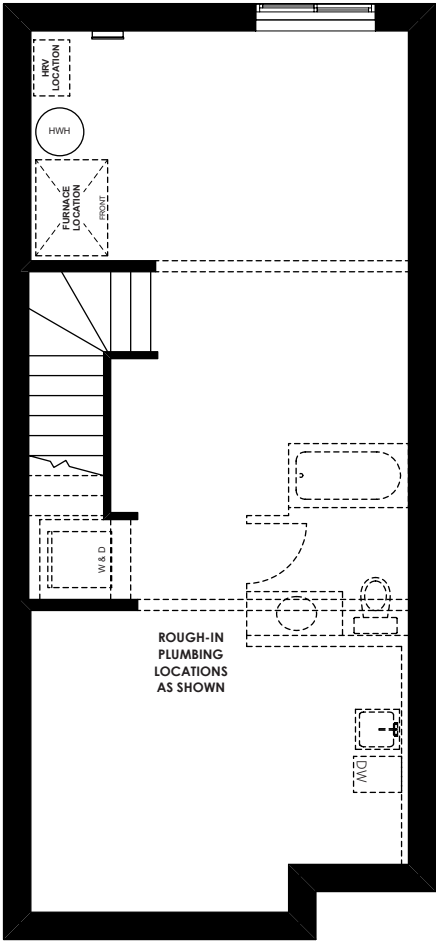 HRV
LOCATION
HWH
FURNACE
LOCATION
FRONT
W & D
ROUGH-IN
PLUMBING
LOCATIONS
AS SHOWN
DW